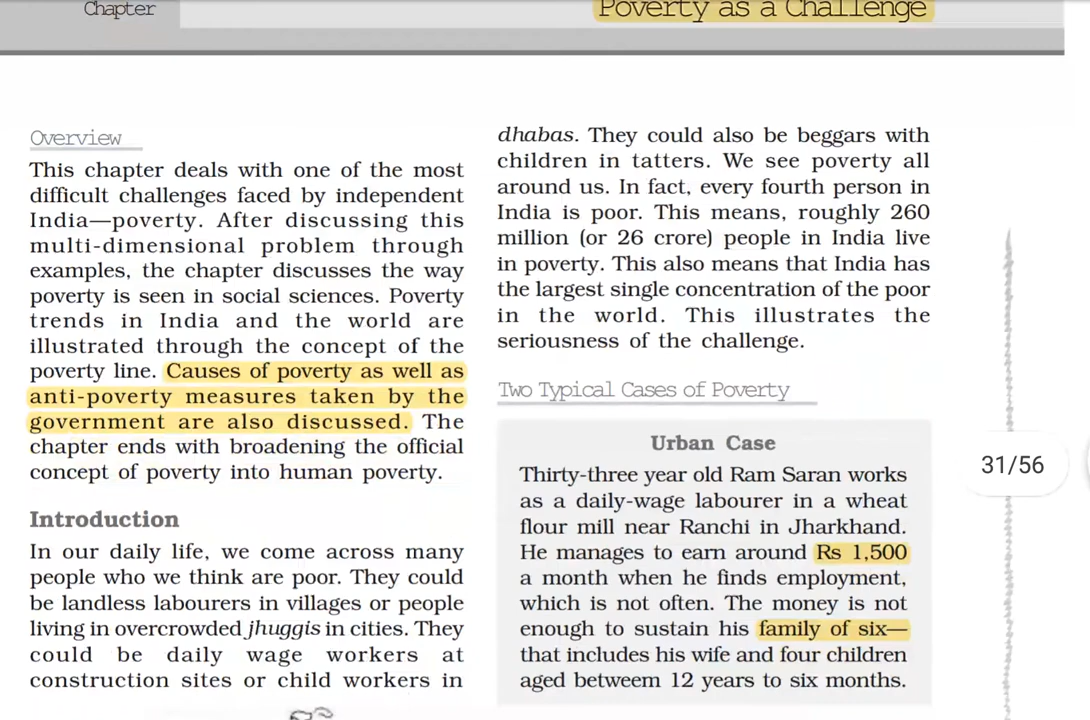 Chapter
Poverty as a Challenge
Overview
This chapter deals with one of the most
difficult challenges faced by independent
India—poverty. After discussing this
multi-dimensional problem through
examples, the chapter discusses the way
poverty is seen in social sciences. Poverty
trends in India and the world are
illustrated through the concept of the
poverty line. Causes of poverty as well as
anti-poverty measures taken by the
government are also discussed. The
chapter ends with broadening the official
concept of poverty into human poverty.
Introduction
In our daily life, we come across many
people who we think are poor. They could
be landless labourers in villages or people
living in overcrowded jhuggis in cities. They
could be daily wage workers at
construction sites or child workers in
dhabas. They could also be beggars with
children in tatters. We see poverty all
around us. In fact, every fourth person in
India is poor. This means, roughly 260
million (or 26 crore) people in India live
in poverty. This also means that India has
the largest single concentration of the poor
in the world. This illustrates the
seriousness of the challenge.
Two Typical Cases of Poverty
Urban Case
Thirty-three year old Ram Saran works
as a daily-wage labourer in a wheat
flour mill near Ranchi in Jharkhand.
He manages to earn around Rs 1,500
a month when he finds employment,
which is not often. The money is not
enough to sustain his family of six—
that includes his wife and four children
aged betweem 12 years to six months.
31/56